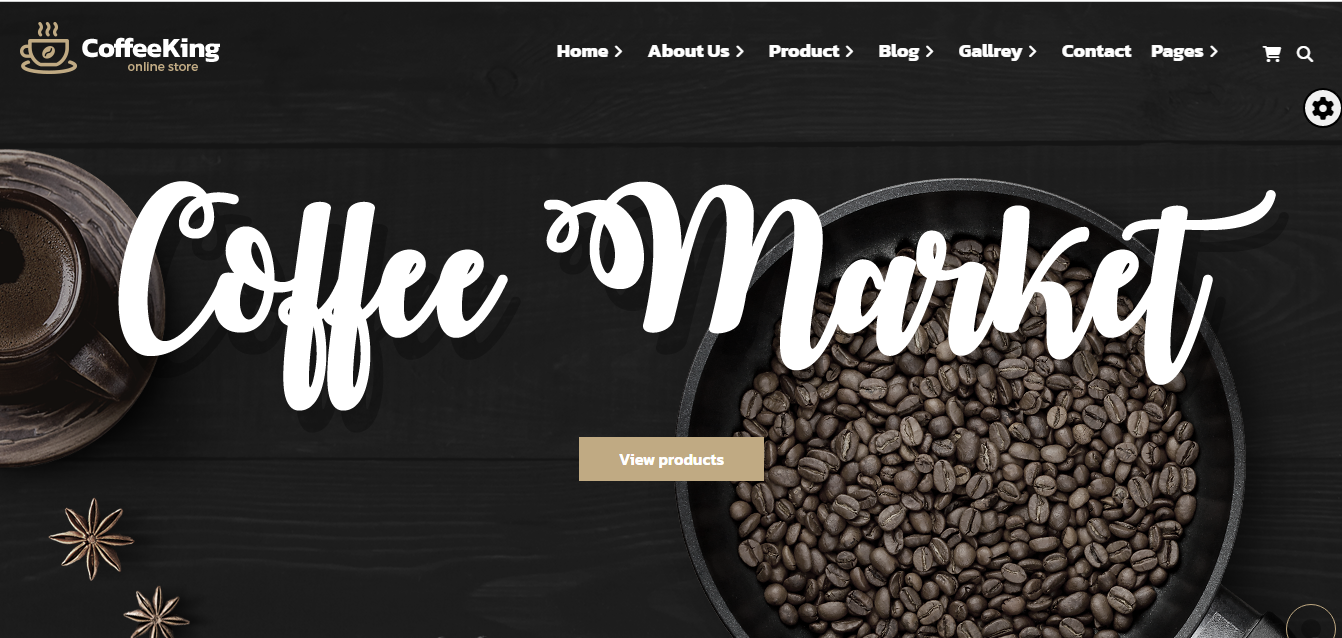 CoffeeKing
online store
Home About Us Product Blog Gallrey Contact Pages
Coffee Market
View products